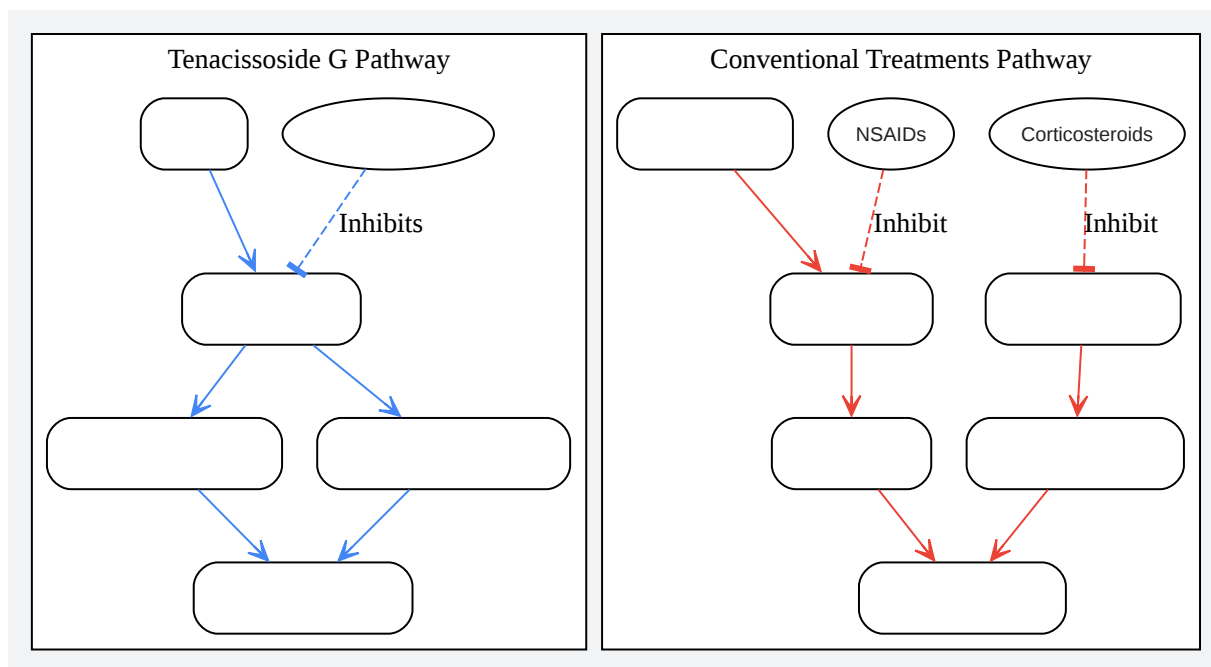 Tenacissoside G Pathway
Inhibits
Conventional Treatments Pathway
NSAIDs
Corticosteroids
Inhibit
Inhibit